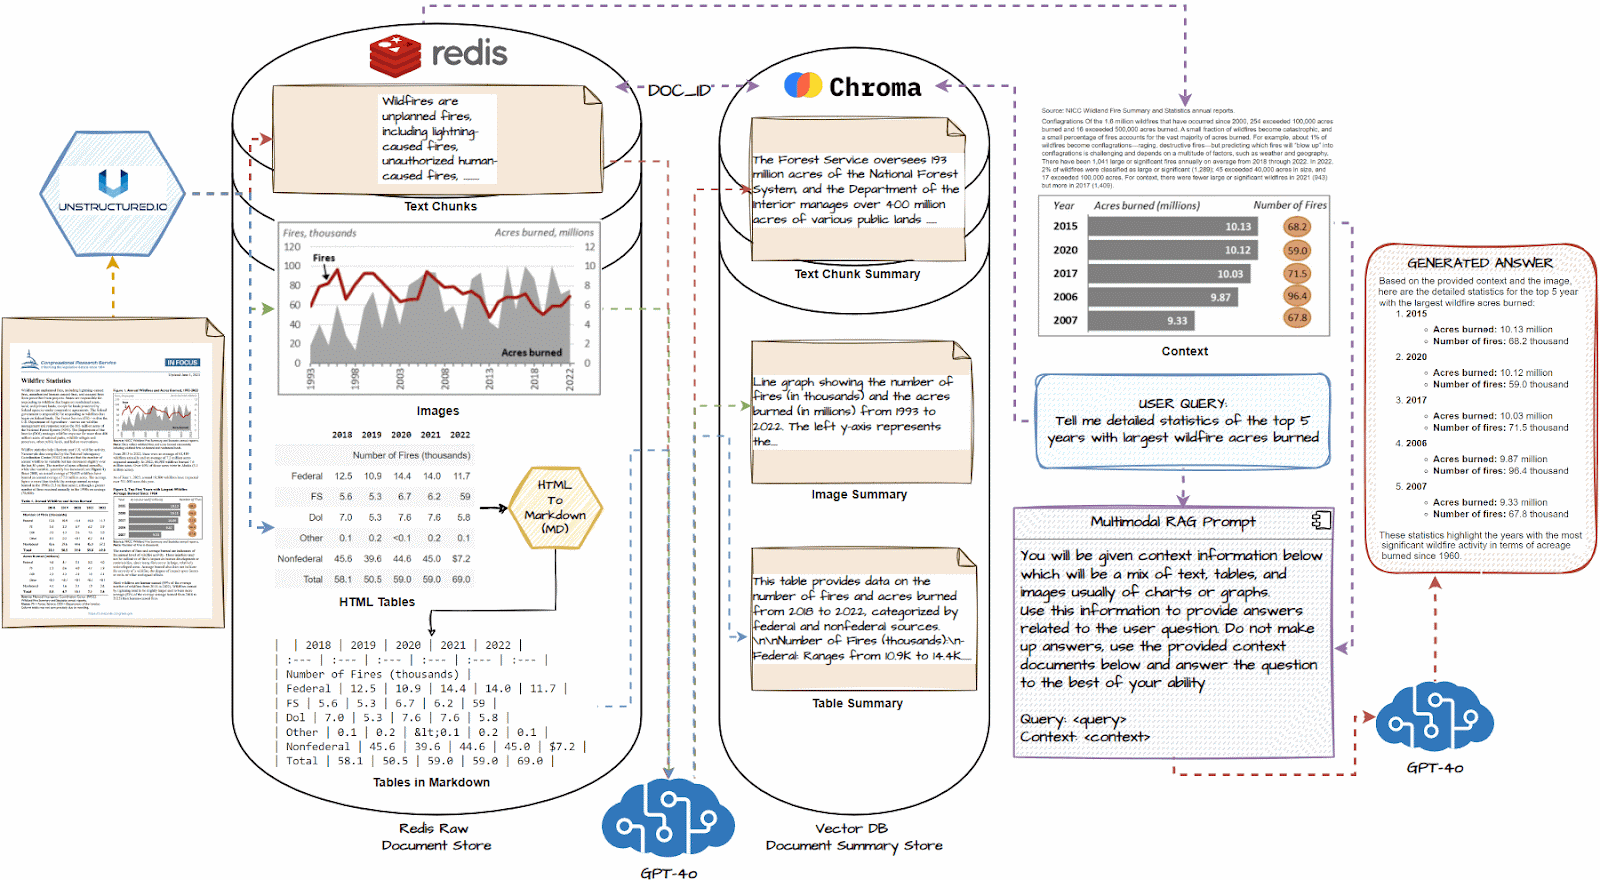 redis
Wildfires are
unplanned fires,
including lightning-
caused fires,
unauthorized human-
caused fires, ......
Text Chunks
DOC_ID
Chroma
The Forest Service oversees 193
million acres of the National Forest
System, and the Department of the
Interior manages over 400 million
acres of various public lands .....
Text Chunk Summary
UNSTRUCTURED.IO
Fires, thousands
Acres burned, millions
120
100
80
60
40
20
0
12
10
8
6
4
2
0
Fires
Acres burned
1993
1998
2003
2008
2013
2018
2022
Images
2018 2019 2020 2021 2022
Number of Fires (thousands)
Federal 12.5 10.9 14.4 14.0 11.7
FS 5.6 5.3 6.7 6.2 59
DoI 7.0 5.3 7.6 7.6 5.8
Other 0.1 0.2 <0.1 0.2 0.1
Nonfederal 45.6 39.6 44.6 45.0 $7.2
Total 58.1 50.5 59.0 59.0 69.0
HTML Tables
HTML
To
Markdown
(MD)
| | 2018 | 2019 | 2020 | 2021 | 2022 |
| :--- | :--- | :--- | :--- | :--- | :--- |
| Number of Fires (thousands) |
| Federal | 12.5 | 10.9 | 14.4 | 14.0 | 11.7 |
| FS | 5.6 | 5.3 | 6.7 | 6.2 | 59 |
| DoI | 7.0 | 5.3 | 7.6 | 7.6 | 5.8 |
| Other | 0.1 | 0.2 | &lt;0.1 | 0.2 | 0.1 |
| Nonfederal | 45.6 | 39.6 | 44.6 | 45.0 | $7.2 |
| Total | 58.1 | 50.5 | 59.0 | 59.0 | 69.0 |
Tables in Markdown
Redis Raw
Document Store
GPT-4o
Line graph showing the number of
fires (in thousands) and the acres
burned (in millions) from 1993 to
2022. The left y-axis represents
the...
Image Summary
This table provides data on the
number of fires and acres burned
from 2018 to 2022, categorized by
federal and nonfederal sources.
\n\nNumber of Fires (thousands):\n-
Federal: Ranges from 10.9K to 14.4K.....
Table Summary
Vector DB
Document Summary Store
Source: NICC Wildland Fire Summary and Statistics annual reports.
Conflagrations Of the 1.6 million wildfires that have occurred since 2000, 254 exceeded 100,000 acres
burned and 16 exceeded 500,000 acres burned. A small fraction of wildfires become catastrophic, and
a small percentage of fires accounts for the vast majority of acres burned. For example, about 1% of
wildfires become conflagrations—raging, destructive fires—but predicting which fires will "blow up" into
conflagrations is challenging and depends on a multitude of factors, such as weather and geography.
There have been 1,041 large or significant fires annually on average from 2018 through 2022. In 2022,
2% of wildfires were classified as large or significant (1,289); 45 exceeded 40,000 acres in size, and
17 exceeded 100,000 acres. For context, there were fewer large or significant wildfires in 2021 (943)
but more in 2017 (1,409).
Year Acres burned (millions) Number of Fires
2015 10.13 68.2
2020 10.12 59.0
2017 10.03 71.5
2006 9.87 96.4
2007 9.33 67.8
Context
USER QUERY:
Tell me detailed statistics of the top 5
years with largest wildfire acres burned
Multimodal RAG Prompt
You will be given context information below
which will be a mix of text, tables, and
images usually of charts or graphs.
Use this information to provide answers
related to the user question. Do not make
up answers, use the provided context
documents below and answer the question
to the best of your ability
Query: <query>
Context: <context>
GENERATED ANSWER
Based on the provided context and the image,
here are the detailed statistics for the top 5 year
with the largest wildfire acres burned:
1. 2015
Acres burned: 10.13 million
Number of fires: 68.2 thousand
2. 2020
Acres burned: 10.12 million
Number of fires: 59.0 thousand
3. 2017
Acres burned: 10.03 million
Number of fires: 71.5 thousand
4. 2006
Acres burned: 9.87 million
Number of fires: 96.4 thousand
5. 2007
Acres burned: 9.33 million
Number of fires: 67.8 thousand
These statistics highlight the years with the most
significant wildfire activity in terms of acreage
burned since 1960.
GPT-4o
Congressional Research Service
IN FOCUS
Wildfire Statistics